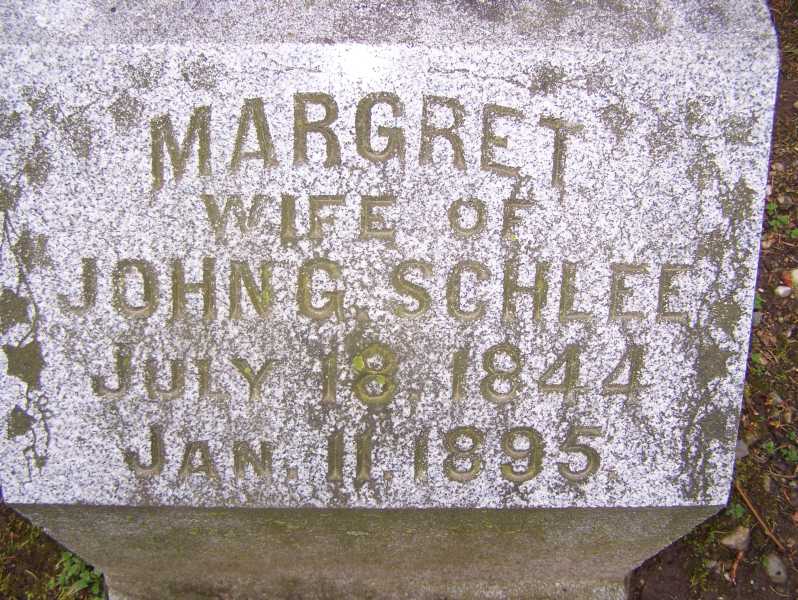 MARGRET
WIFE OF
JOHN G. SCHLEE
JULY 18, 1844
JAN. 11, 1895